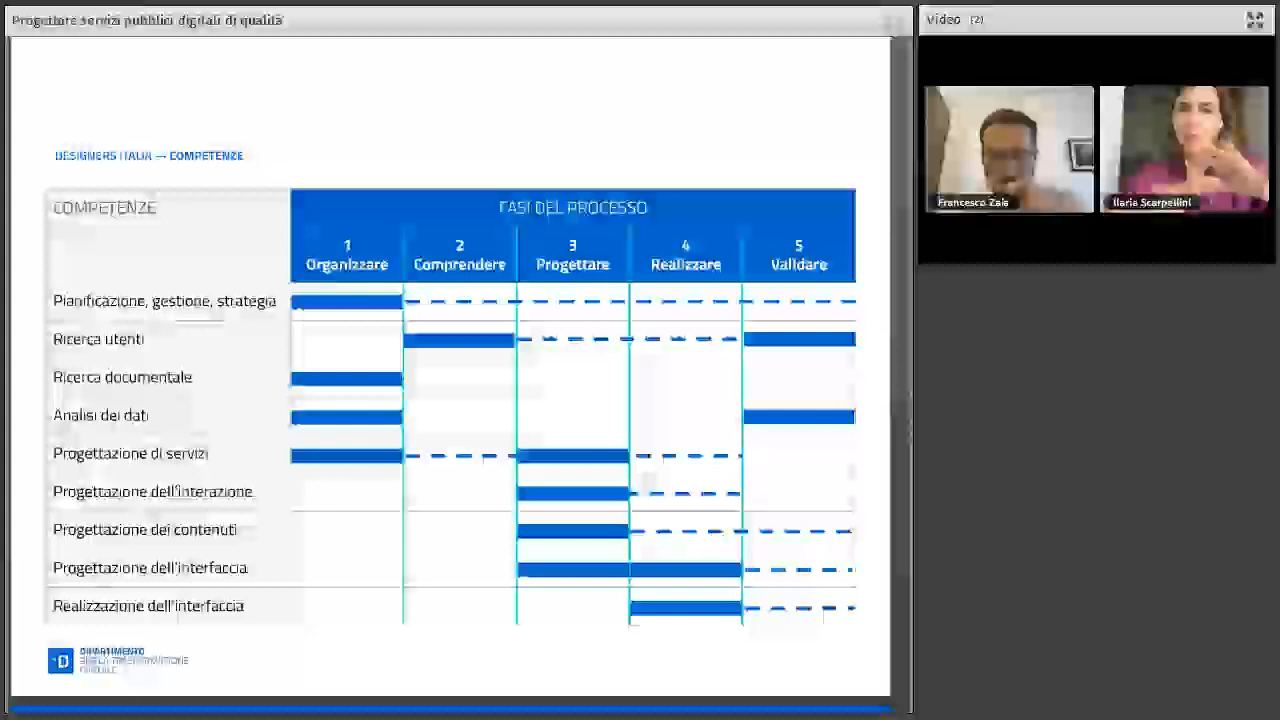 Progettare servizi pubblici digitali di qualità
Video (2)
Francesco Zaia
Ilaria Scarpellini
DESIGNERS ITALIA — COMPETENZE
COMPETENZE
FASI DEL PROCESSO
1 2 3 4 5
Organizzare Comprendere Progettare Realizzare Validare
Pianificazione, gestione, strategia
Ricerca utenti
Ricerca documentale
Analisi dei dati
Progettazione di servizi
Progettazione dell'interazione
Progettazione dei contenuti
Progettazione dell'interfaccia
Realizzazione dell'interfaccia
D DIPARTIMENTO